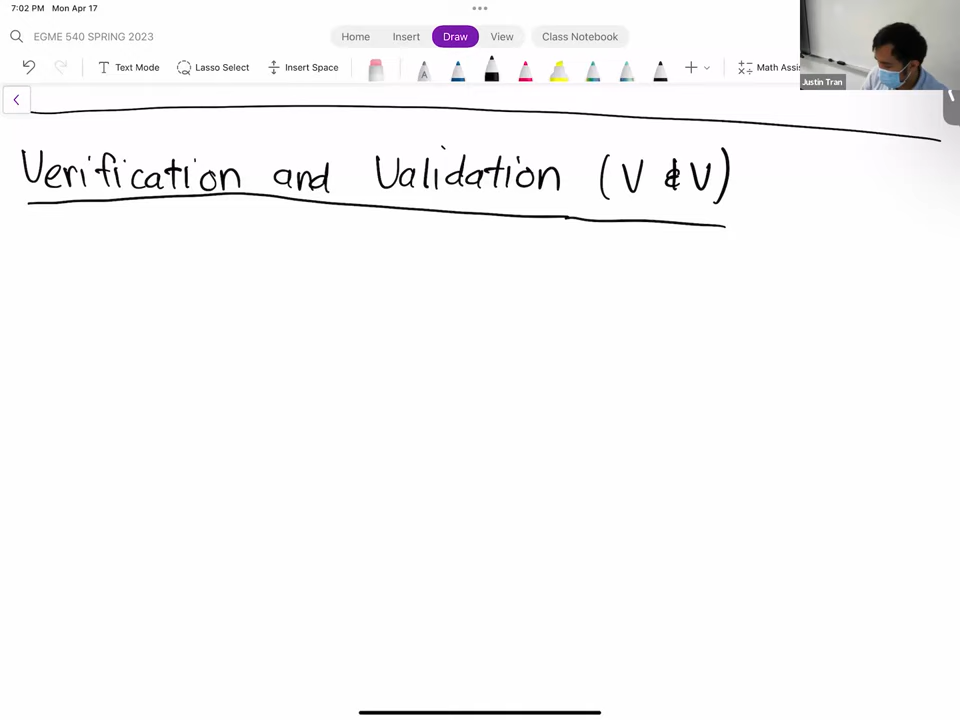 7:02 PM Mon Apr 17
EGME 540 SPRING 2023
Home Insert Draw View Class Notebook
Text Mode Lasso Select Insert Space A Math Assis
Justin Tran
Verification and Validation (V & V)